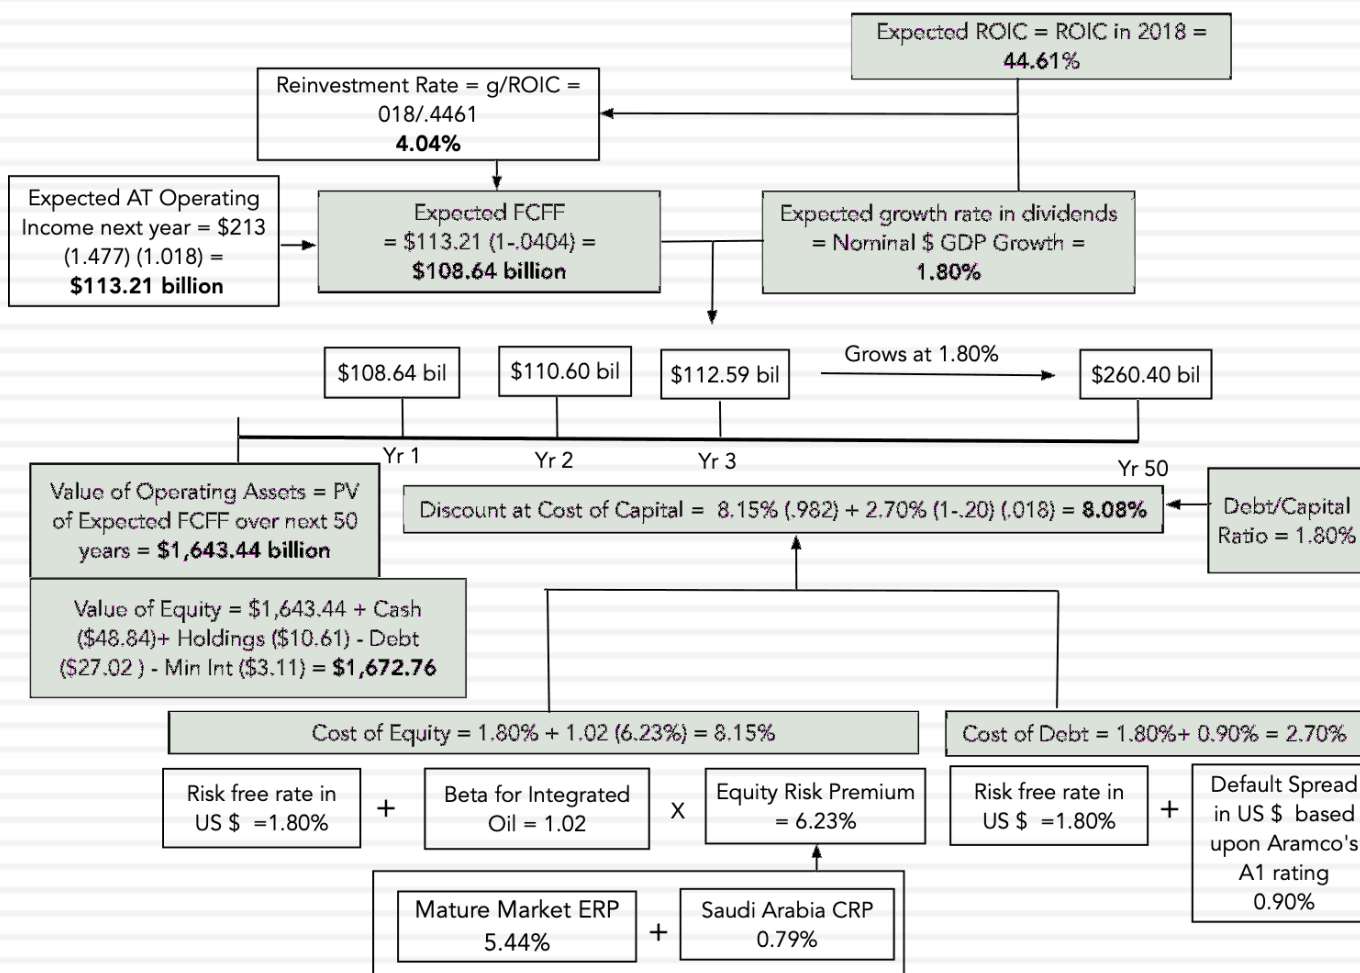 Expected ROIC = ROIC in 2018 =
44.61%
Reinvestment Rate = g/ROIC =
018/.4461
4.04%
Expected AT Operating
Income next year = $213
(1.477) (1.018) =
$113.21 billion
Expected FCFF
= $113.21 (1-.0404) =
$108.64 billion
Expected growth rate in dividends
= Nominal $ GDP Growth =
1.80%
$108.64 bil
$110.60 bil
$112.59 bil
Grows at 1.80%
$260.40 bil
Yr 1
Yr 2
Yr 3
Yr 50
Value of Operating Assets = PV
of Expected FCFF over next 50
years = $1,643.44 billion
Discount at Cost of Capital = 8.15% (.982) + 2.70% (1-.20) (.018) = 8.08%
Debt/Capital
Ratio = 1.80%
Value of Equity = $1,643.44 + Cash
($48.84)+ Holdings ($10.61) - Debt
($27.02 ) - Min Int ($3.11) = $1,672.76
Cost of Equity = 1.80% + 1.02 (6.23%) = 8.15%
Cost of Debt = 1.80%+ 0.90% = 2.70%
Risk free rate in
US $ =1.80%
+
Beta for Integrated
Oil = 1.02
X
Equity Risk Premium
= 6.23%
Risk free rate in
US $ =1.80%
+
Default Spread
in US $ based
upon Aramco's
A1 rating
0.90%
Mature Market ERP
5.44%
+
Saudi Arabia CRP
0.79%